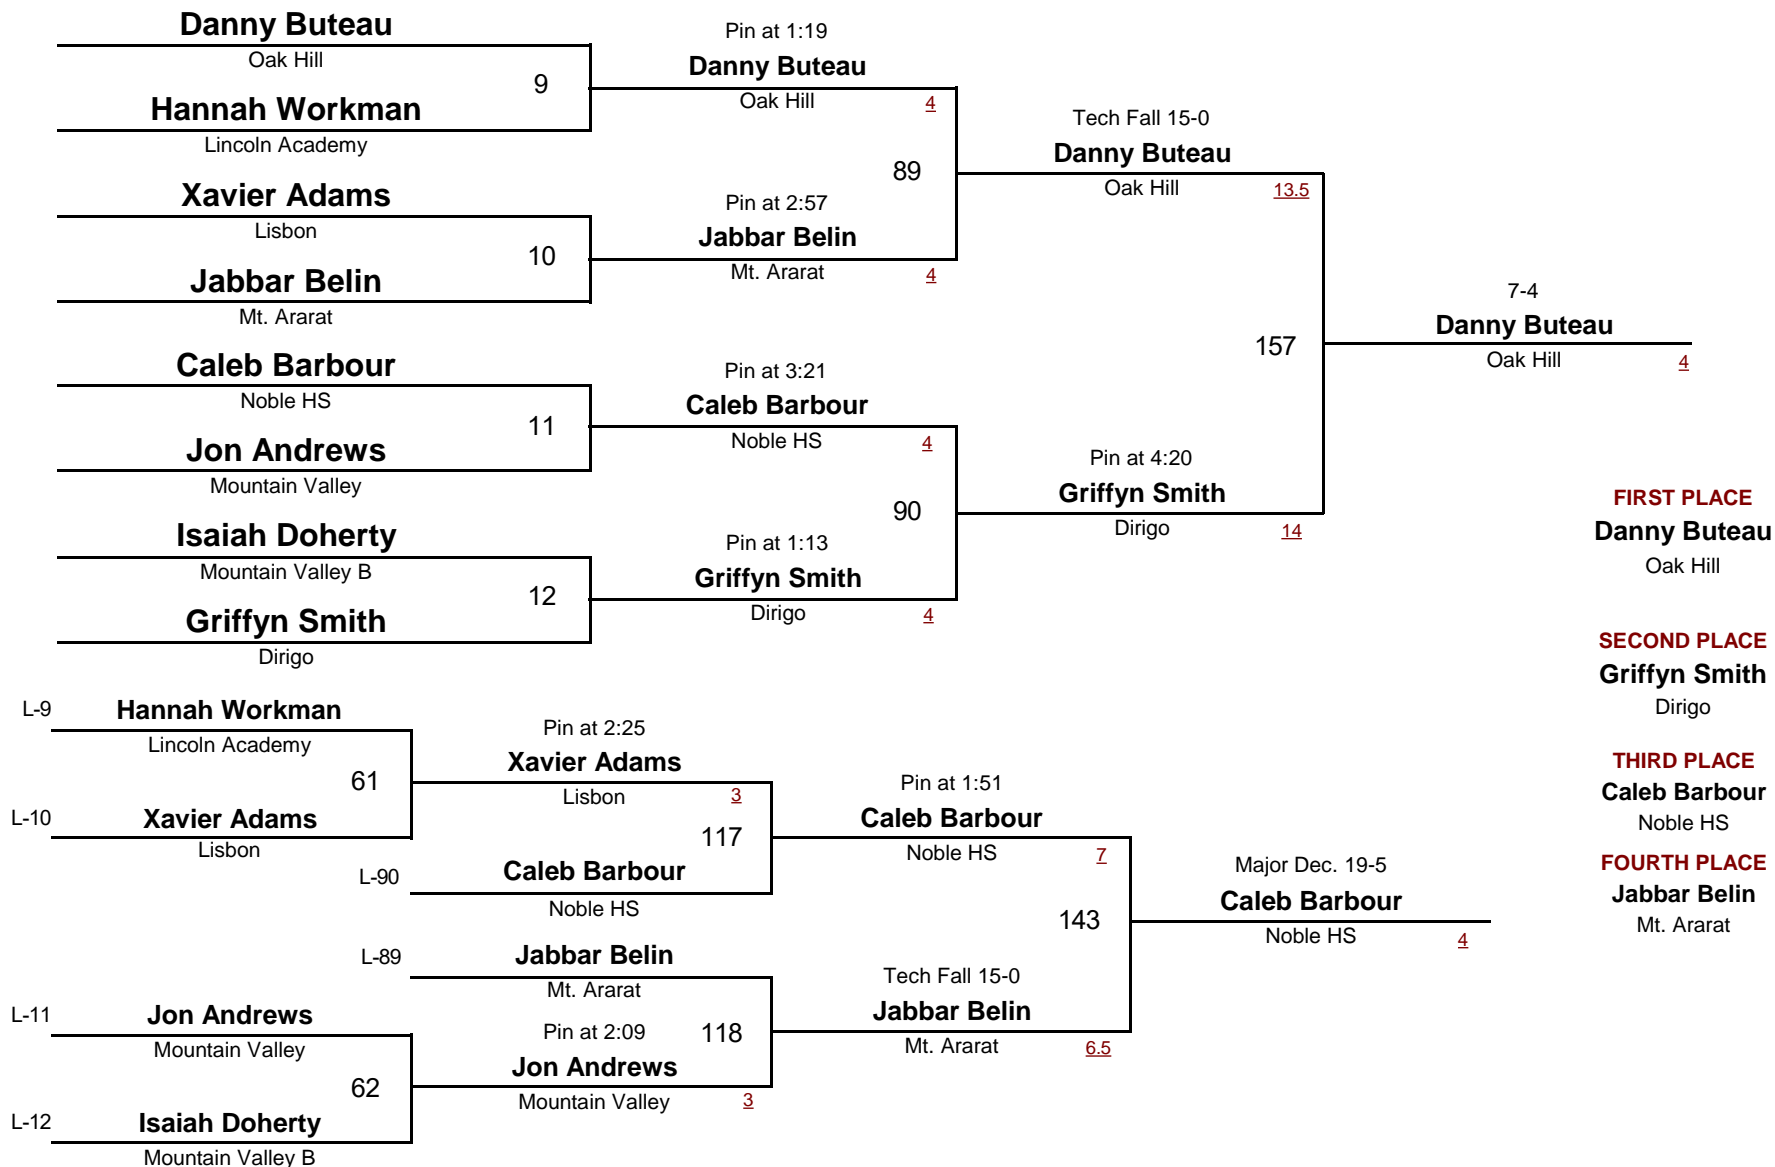 Danny Buteau
Oak Hill
9
Hannah Workman
Lincoln Academy
Xavier Adams
Lisbon
10
Jabbar Belin
Mt. Ararat
Caleb Barbour
Noble HS
11
Jon Andrews
Mountain Valley
Isaiah Doherty
Mountain Valley B
12
Griffyn Smith
Dirigo
Pin at 1:19
Danny Buteau
Oak Hill
4
89
Pin at 2:57
Jabbar Belin
Mt. Ararat
4
Pin at 3:21
Caleb Barbour
Noble HS
4
90
Pin at 1:13
Griffyn Smith
Dirigo
4
Tech Fall 15-0
Danny Buteau
Oak Hill
13.5
157
Pin at 4:20
Griffyn Smith
Dirigo
14
7-4
Danny Buteau
Oak Hill
4
FIRST PLACE
Danny Buteau
Oak Hill
SECOND PLACE
Griffyn Smith
Dirigo
THIRD PLACE
Caleb Barbour
Noble HS
FOURTH PLACE
Jabbar Belin
Mt. Ararat
L-9
Hannah Workman
Lincoln Academy
61
L-10
Xavier Adams
Lisbon
Pin at 2:25
Xavier Adams
Lisbon
3
117
L-90
Caleb Barbour
Noble HS
L-89
Jabbar Belin
Mt. Ararat
118
Pin at 2:09
Jon Andrews
Mountain Valley
3
L-11
Jon Andrews
Mountain Valley
62
L-12
Isaiah Doherty
Mountain Valley B
Pin at 1:51
Caleb Barbour
Noble HS
7
143
Tech Fall 15-0
Jabbar Belin
Mt. Ararat
6.5
Major Dec. 19-5
Caleb Barbour
Noble HS
4